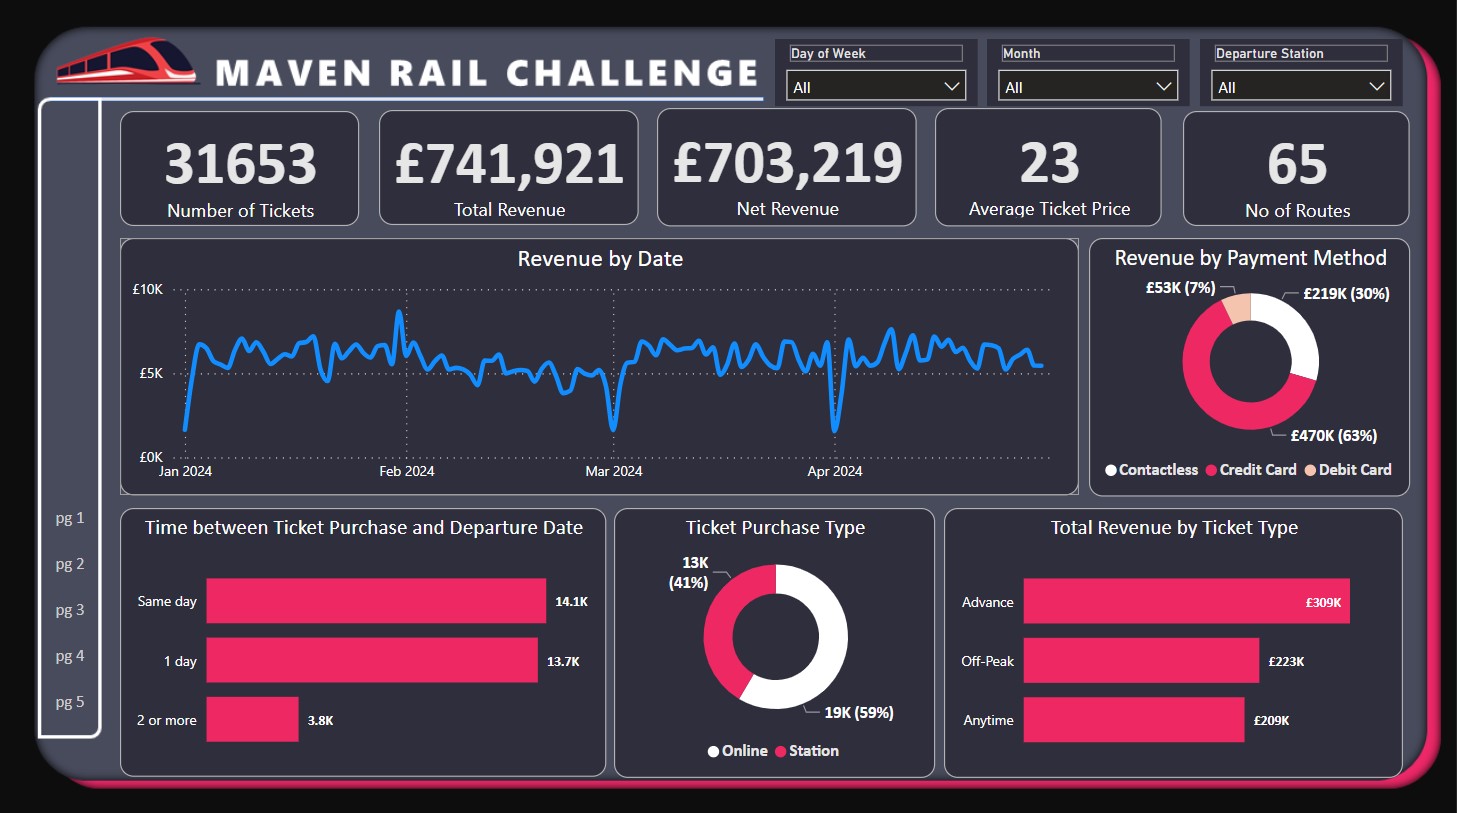 MAVEN RAIL CHALLENGE
Day of Week
All
Month
All
Departure Station
All
31653
Number of Tickets
£741,921
Total Revenue
£703,219
Net Revenue
23
Average Ticket Price
65
No of Routes
Revenue by Date
£10K
£5K
£0K
Jan 2024
Feb 2024
Mar 2024
Apr 2024
Revenue by Payment Method
£53K (7%)
£219K (30%)
£470K (63%)
Contactless
Credit Card
Debit Card
pg 1
pg 2
pg 3
pg 4
pg 5
Time between Ticket Purchase and Departure Date
Same day
14.1K
1 day
13.7K
2 or more
3.8K
Ticket Purchase Type
13K
(41%)
19K (59%)
Online
Station
Total Revenue by Ticket Type
Advance
£309K
Off-Peak
£223K
Anytime
£209K